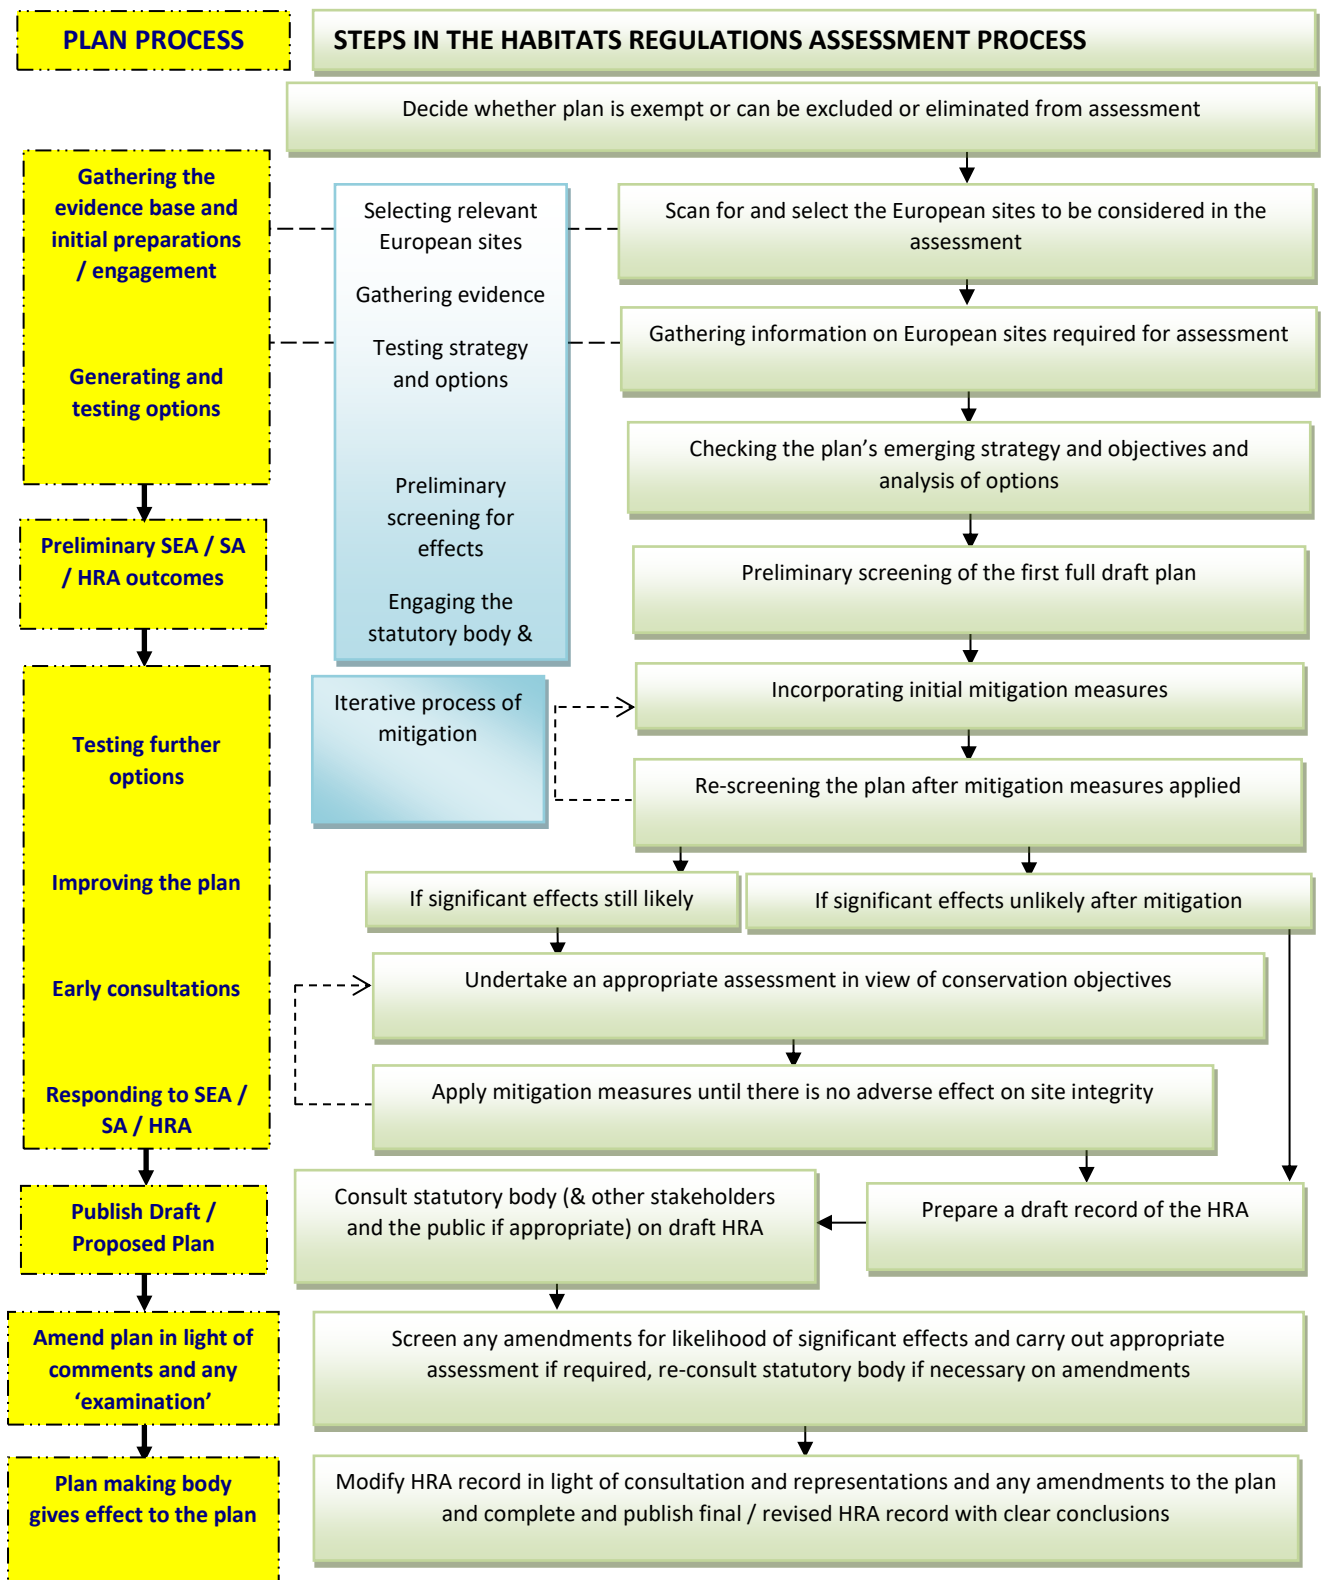 PLAN PROCESS
STEPS IN THE HABITATS REGULATIONS ASSESSMENT PROCESS
Decide whether plan is exempt or can be excluded or eliminated from assessment
Gathering the
evidence base and
initial preparations
/ engagement
Generating and
testing options
Selecting relevant
European sites
Gathering evidence
Testing strategy
and options
Preliminary
screening for
effects
Engaging the
statutory body &
Scan for and select the European sites to be considered in the
assessment
Gathering information on European sites required for assessment
Checking the plan’s emerging strategy and objectives and
analysis of options
Preliminary SEA / SA
/ HRA outcomes
Preliminary screening of the first full draft plan
Incorporating initial mitigation measures
Iterative process of
mitigation
Re-screening the plan after mitigation measures applied
Testing further
options
Improving the plan
Early consultations
Responding to SEA /
SA / HRA
If significant effects still likely
If significant effects unlikely after mitigation
Undertake an appropriate assessment in view of conservation objectives
Apply mitigation measures until there is no adverse effect on site integrity
Publish Draft /
Proposed Plan
Consult statutory body (& other stakeholders
and the public if appropriate) on draft HRA
Prepare a draft record of the HRA
Amend plan in light of
comments and any
‘examination’
Screen any amendments for likelihood of significant effects and carry out appropriate
assessment if required, re-consult statutory body if necessary on amendments
Plan making body
gives effect to the plan
Modify HRA record in light of consultation and representations and any amendments to the plan
and complete and publish final / revised HRA record with clear conclusions